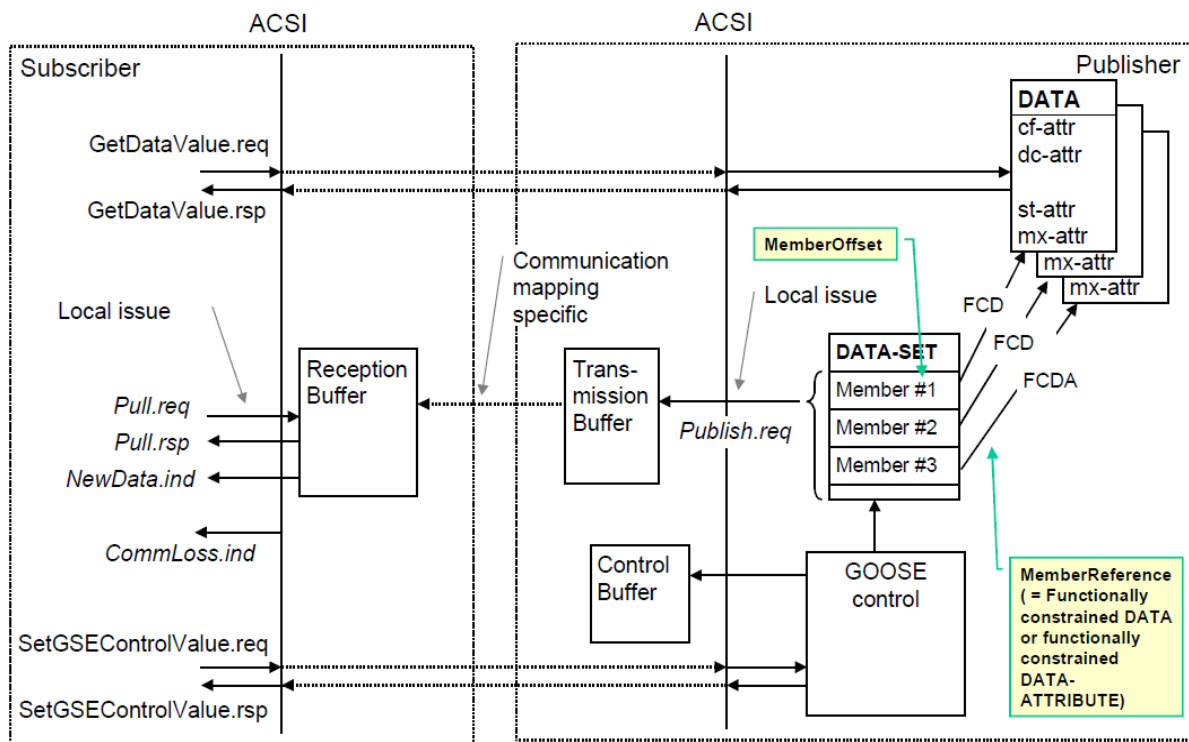 ACSI
ACSI
Subscriber
Publisher
DATA
cf-attr
dc-attr
st-attr
mx-attr
mx-attr
mx-attr
GetDataValue.req
GetDataValue.rsp
MemberOffset
Communication
mapping
specific
Local issue
Local issue
FCD
FCD
FCDA
DATA-SET
Member #1
Member #2
Member #3
Reception
Buffer
Trans-
mission
Buffer
Publish.req
Pull.req
Pull.rsp
NewData.ind
CommLoss.ind
Control
Buffer
GOOSE
control
MemberReference
( = Functionally
constrained DATA
or functionally
constrained
DATA-
ATTRIBUTE)
SetGSEControlValue.req
SetGSEControlValue.rsp